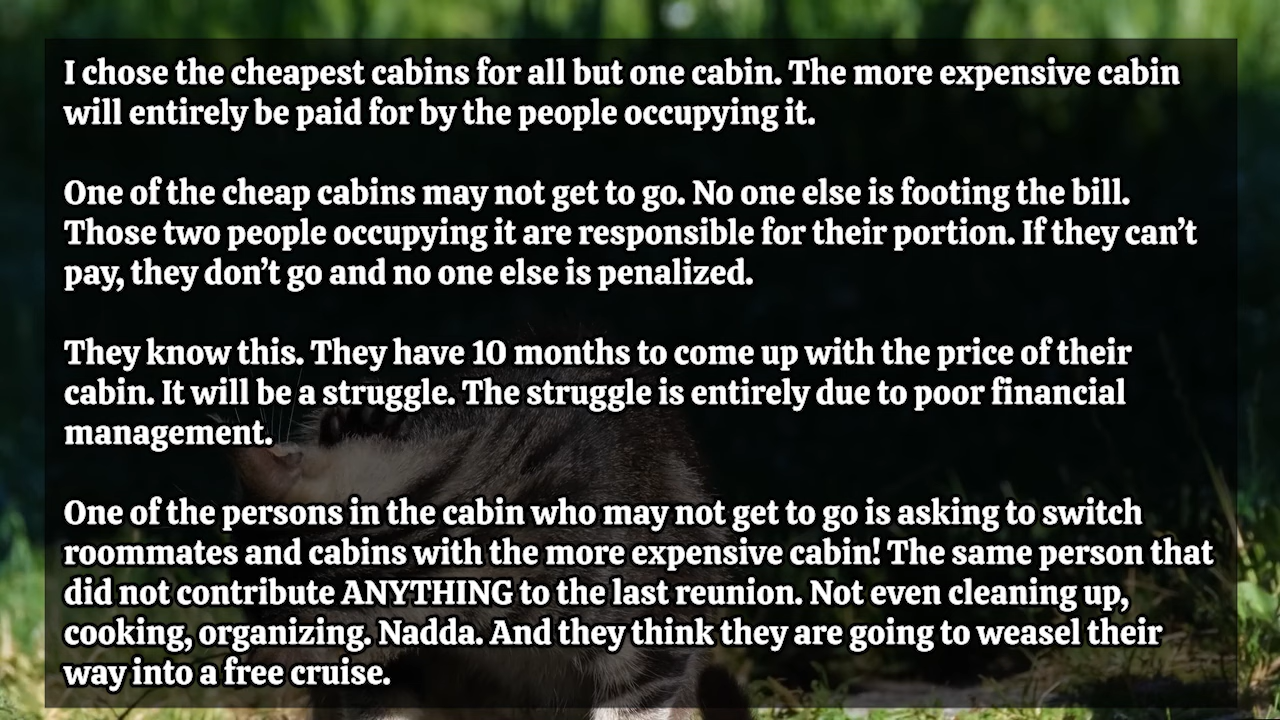 I chose the cheapest cabins for all but one cabin. The more expensive cabin
will entirely be paid for by the people occupying it.
One of the cheap cabins may not get to go. No one else is footing the bill.
Those two people occupying it are responsible for their portion. If they can’t
pay, they don’t go and no one else is penalized.
They know this. They have 10 months to come up with the price of their
cabin. It will be a struggle. The struggle is entirely due to poor financial
management.
One of the persons in the cabin who may not get to go is asking to switch
roommates and cabins with the more expensive cabin! The same person that
did not contribute ANYTHING to the last reunion. Not even cleaning up,
cooking, organizing. Nadda. And they think they are going to weasel their
way into a free cruise.